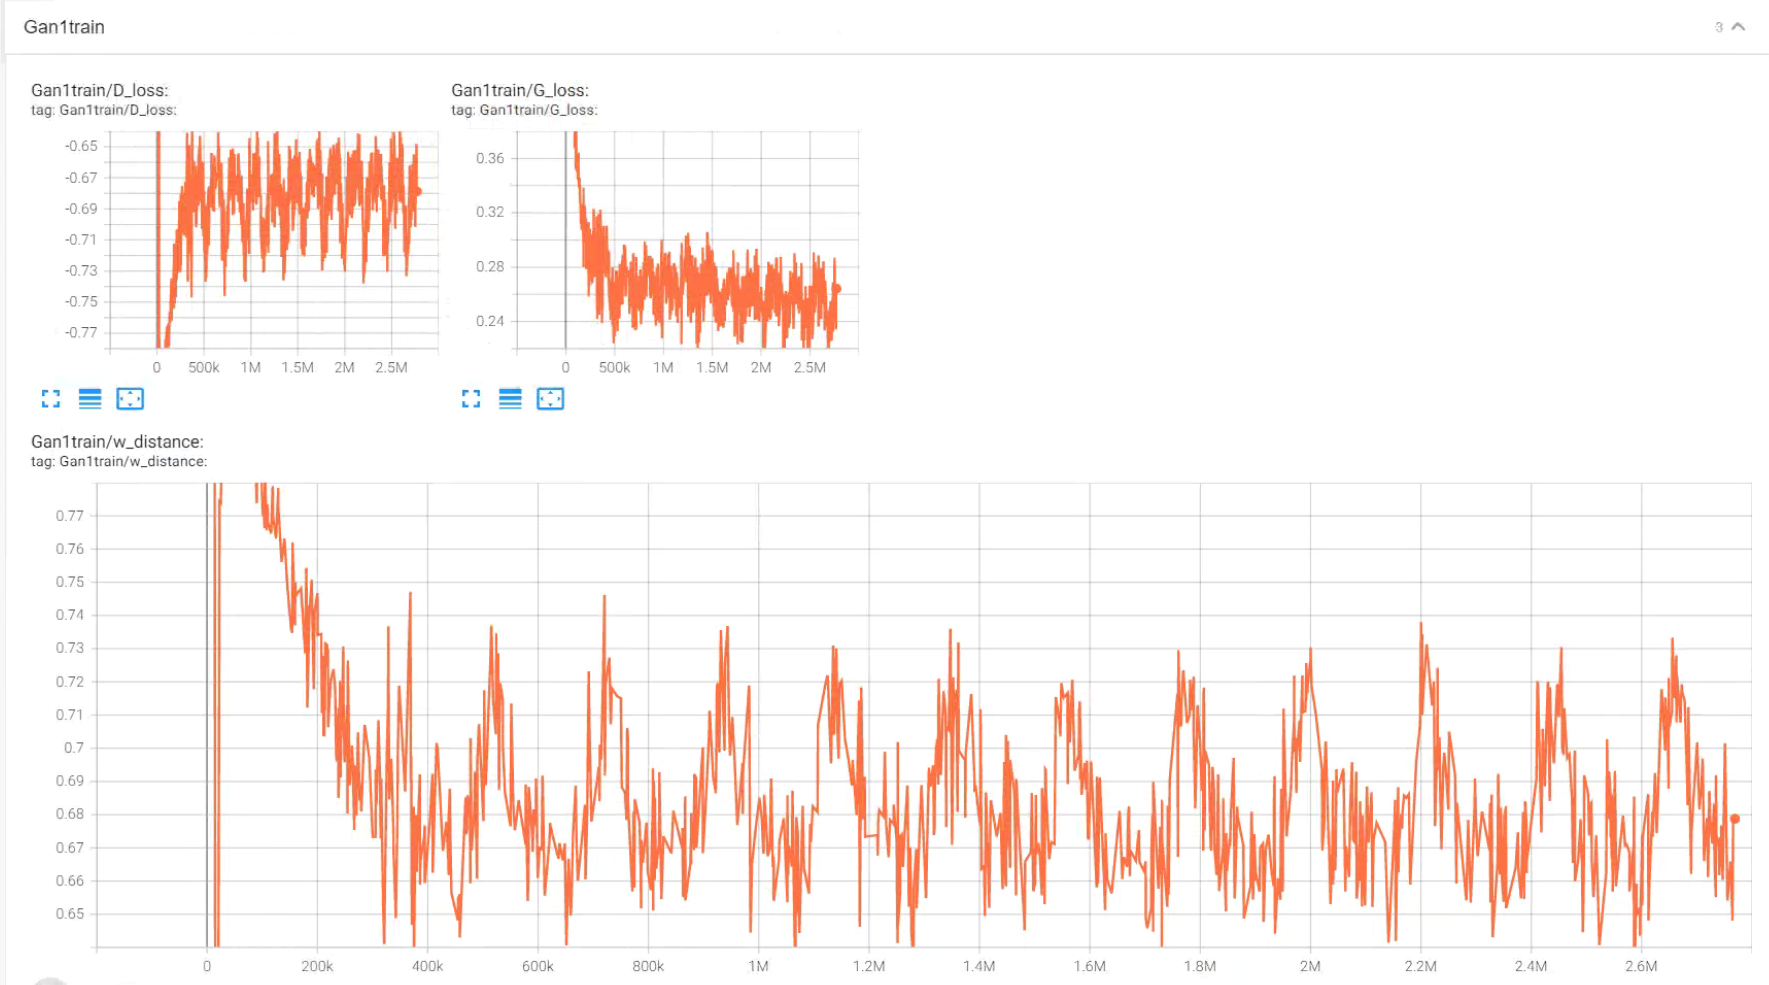 Gan1train
3
Gan1train/D_loss:
tag: Gan1train/D_loss:
-0.65
-0.67
-0.69
-0.71
-0.73
-0.75
-0.77
0 500k 1M 1.5M 2M 2.5M
Gan1train/G_loss:
tag: Gan1train/G_loss:
0.36
0.32
0.28
0.24
0 500k 1M 1.5M 2M 2.5M
Gan1train/w_distance:
tag: Gan1train/w_distance:
0.77
0.76
0.75
0.74
0.73
0.72
0.71
0.7
0.69
0.68
0.67
0.66
0.65
0 200k 400k 600k 800k 1M 1.2M 1.4M 1.6M 1.8M 2M 2.2M 2.4M 2.6M